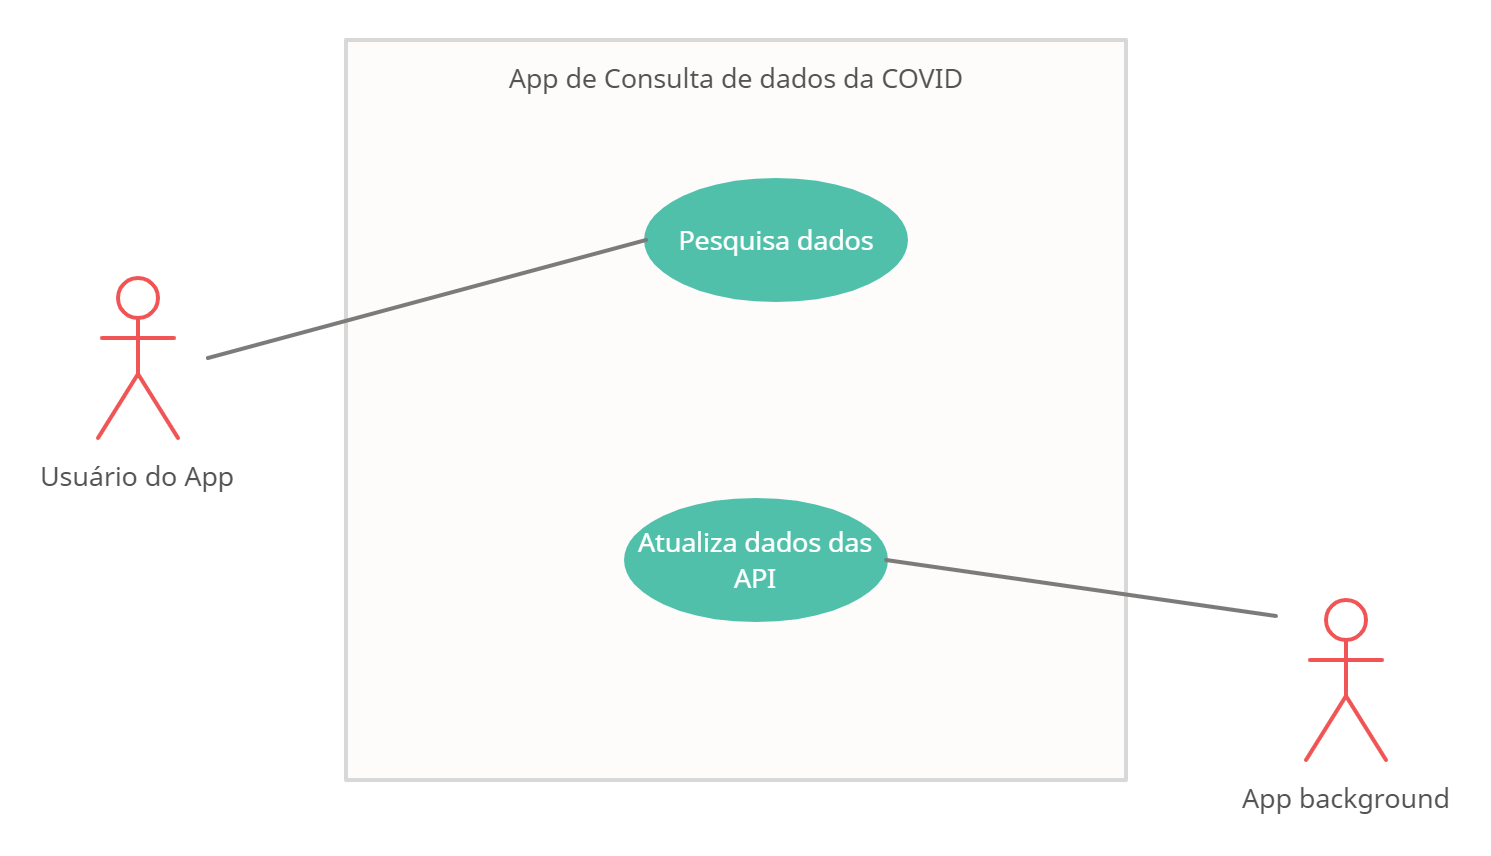 App de Consulta de dados da COVID
Pesquisa dados
Usuário do App
Atualiza dados das
API
App background